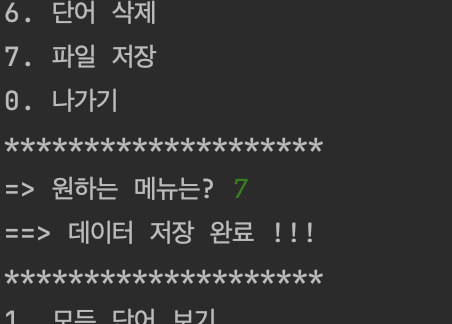 6. 단어 삭제
7. 파일 저장
0. 나가기
********************
=> 원하는 메뉴는? 7
==> 데이터 저장 완료 !!!
********************
1. 모든 단어 보기